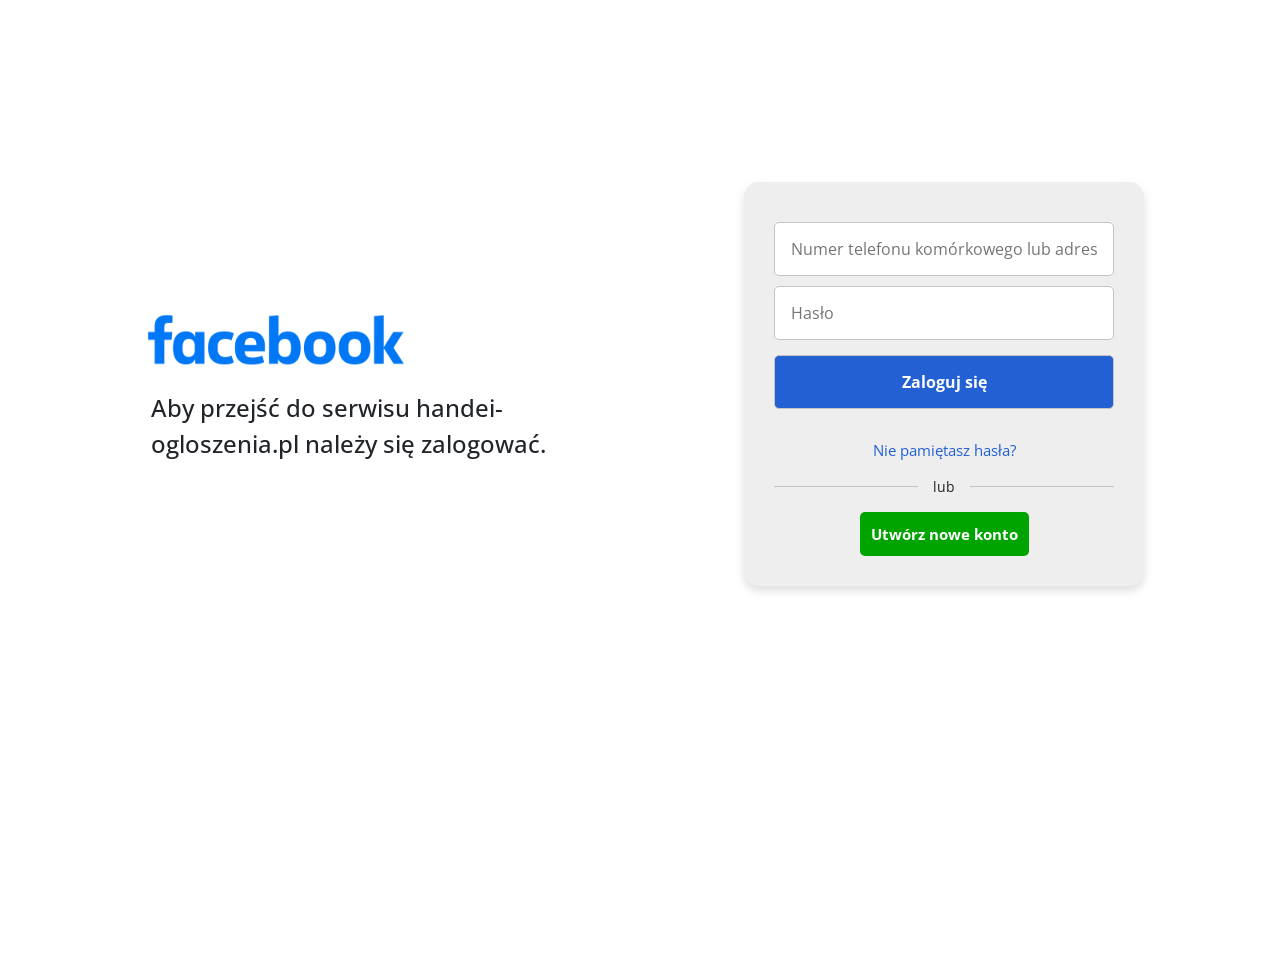 facebook
Aby przejść do serwisu handei-
ogloszenia.pl należy się zalogować.
Numer telefonu komórkowego lub adres
Hasło
Zaloguj się
Nie pamiętasz hasła?
lub
Utwórz nowe konto